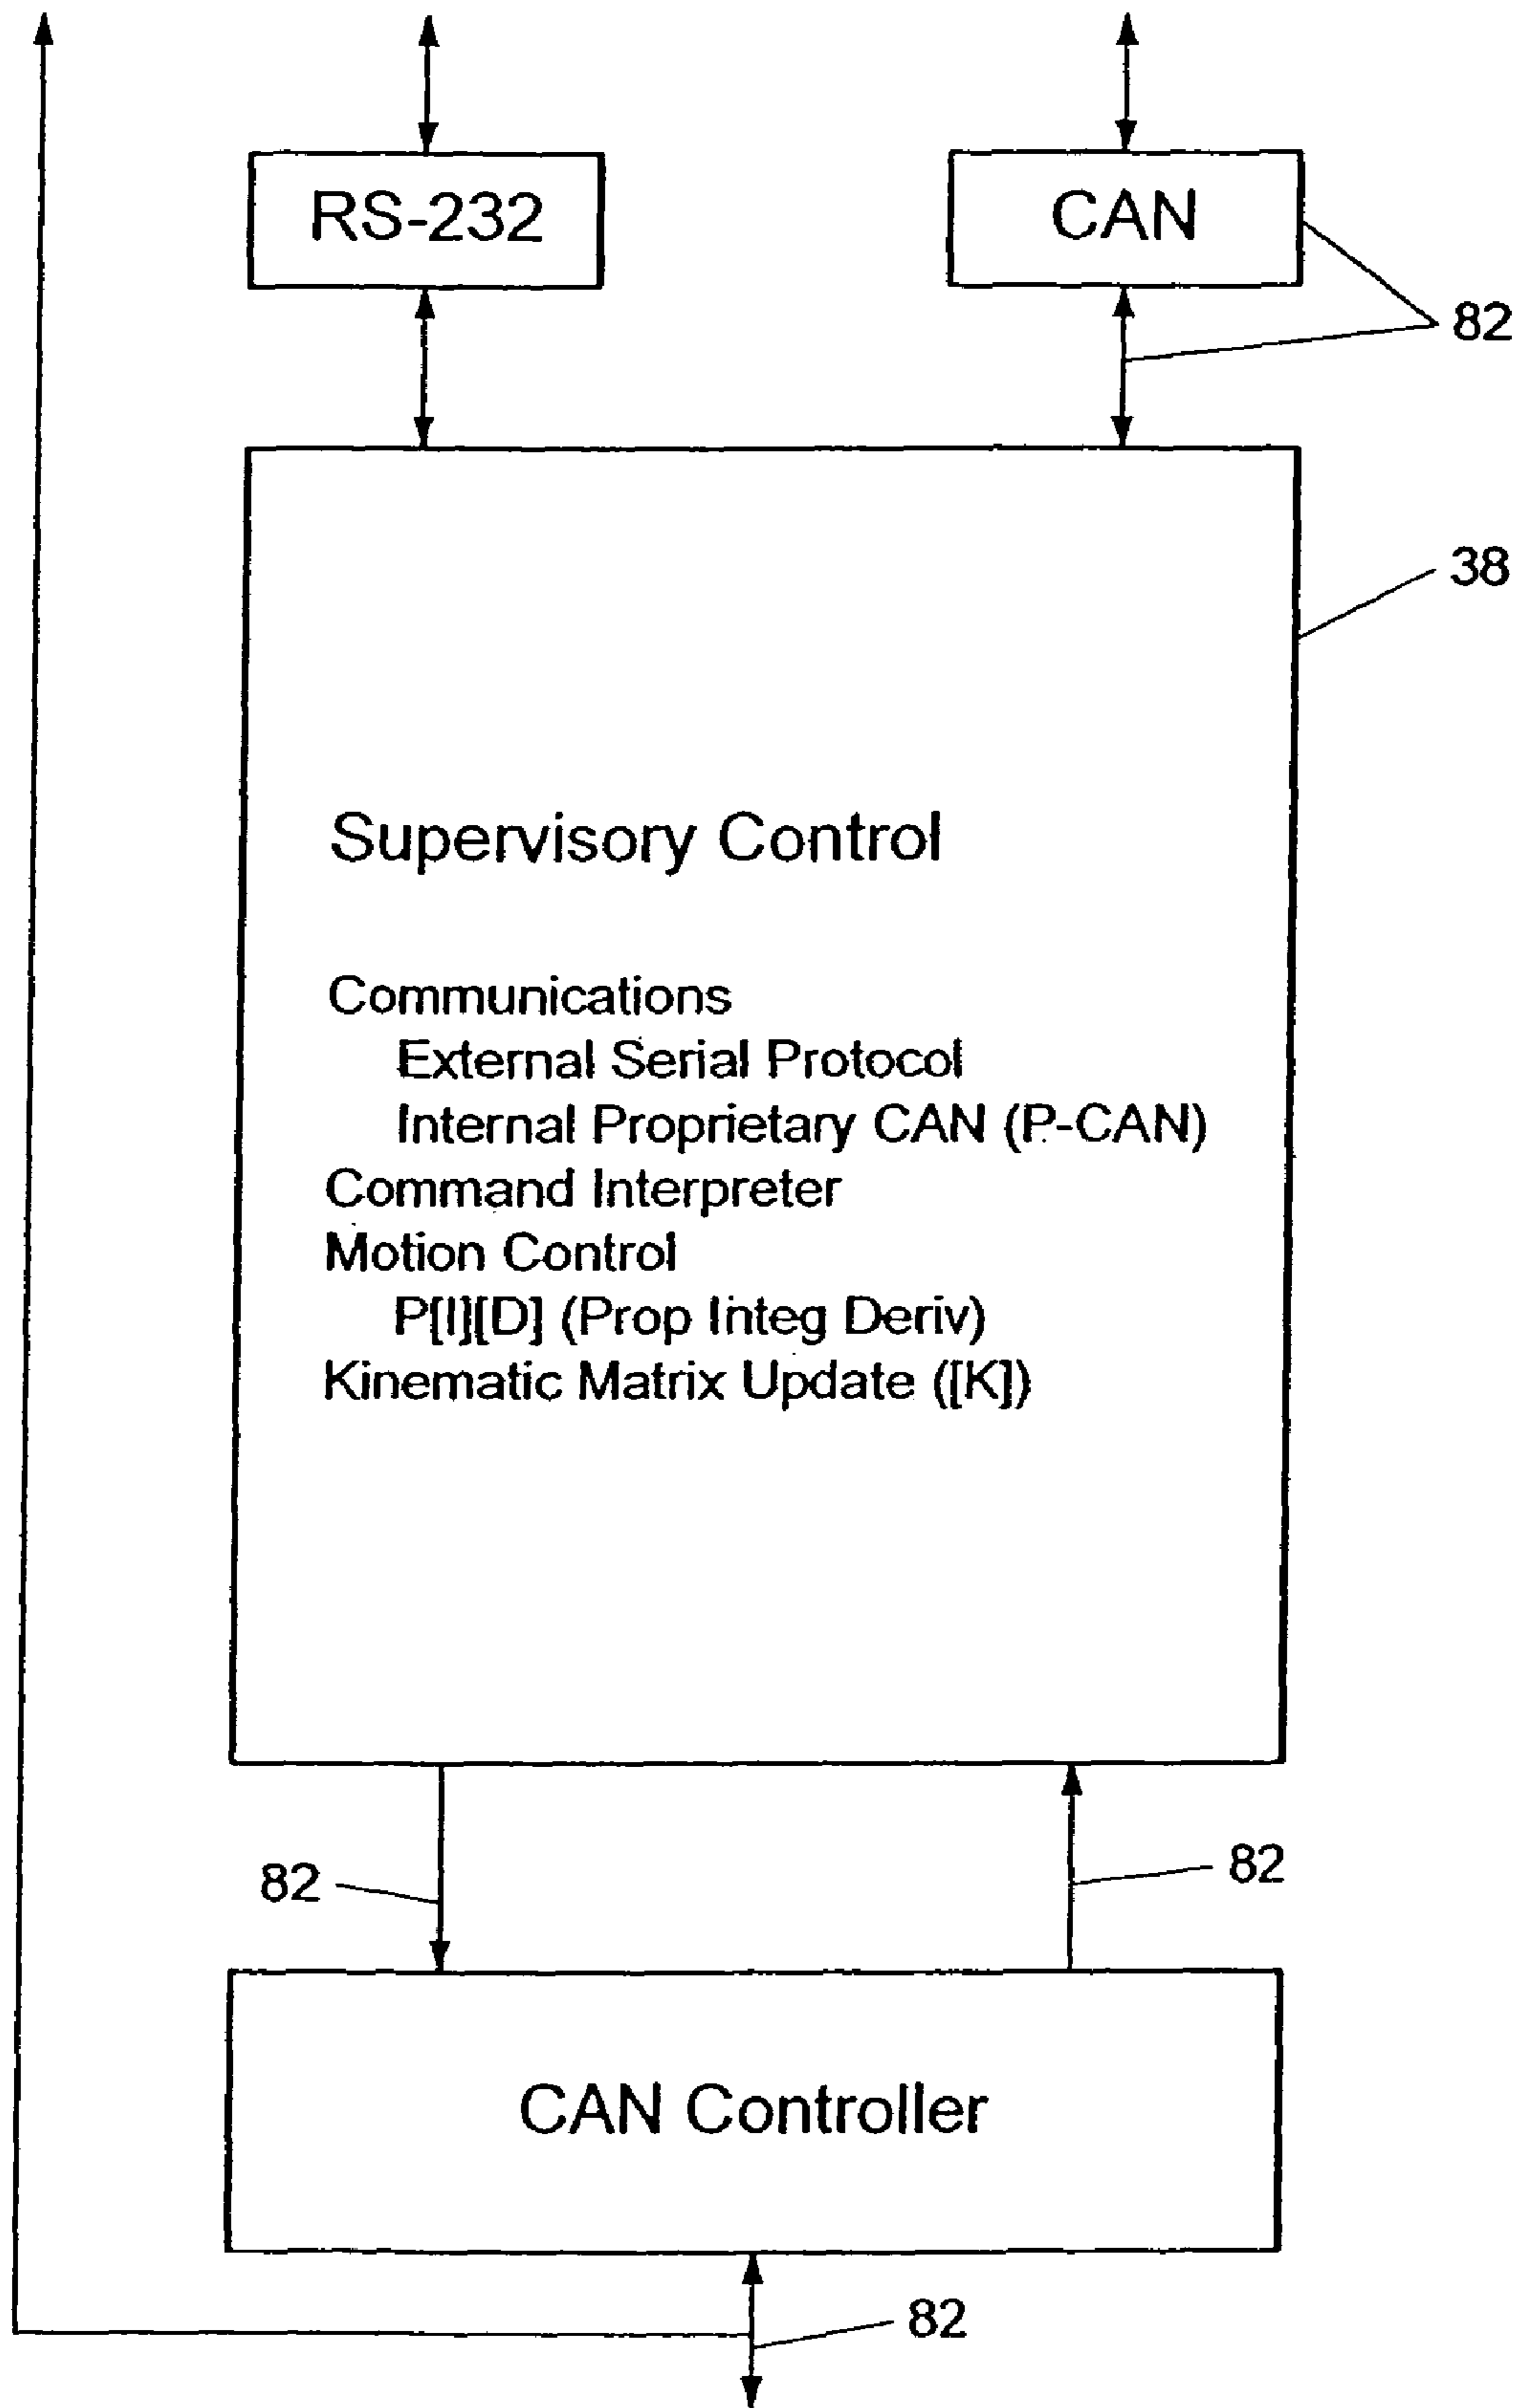 RS-232
CAN
82
38
Supervisory Control
Communications
External Serial Protocol
Internal Proprietary CAN (P-CAN)
Command Interpreter
Motion Control
P[I][D] (Prop Integ Deriv)
Kinematic Matrix Update ([K])
82
82
CAN Controller
82